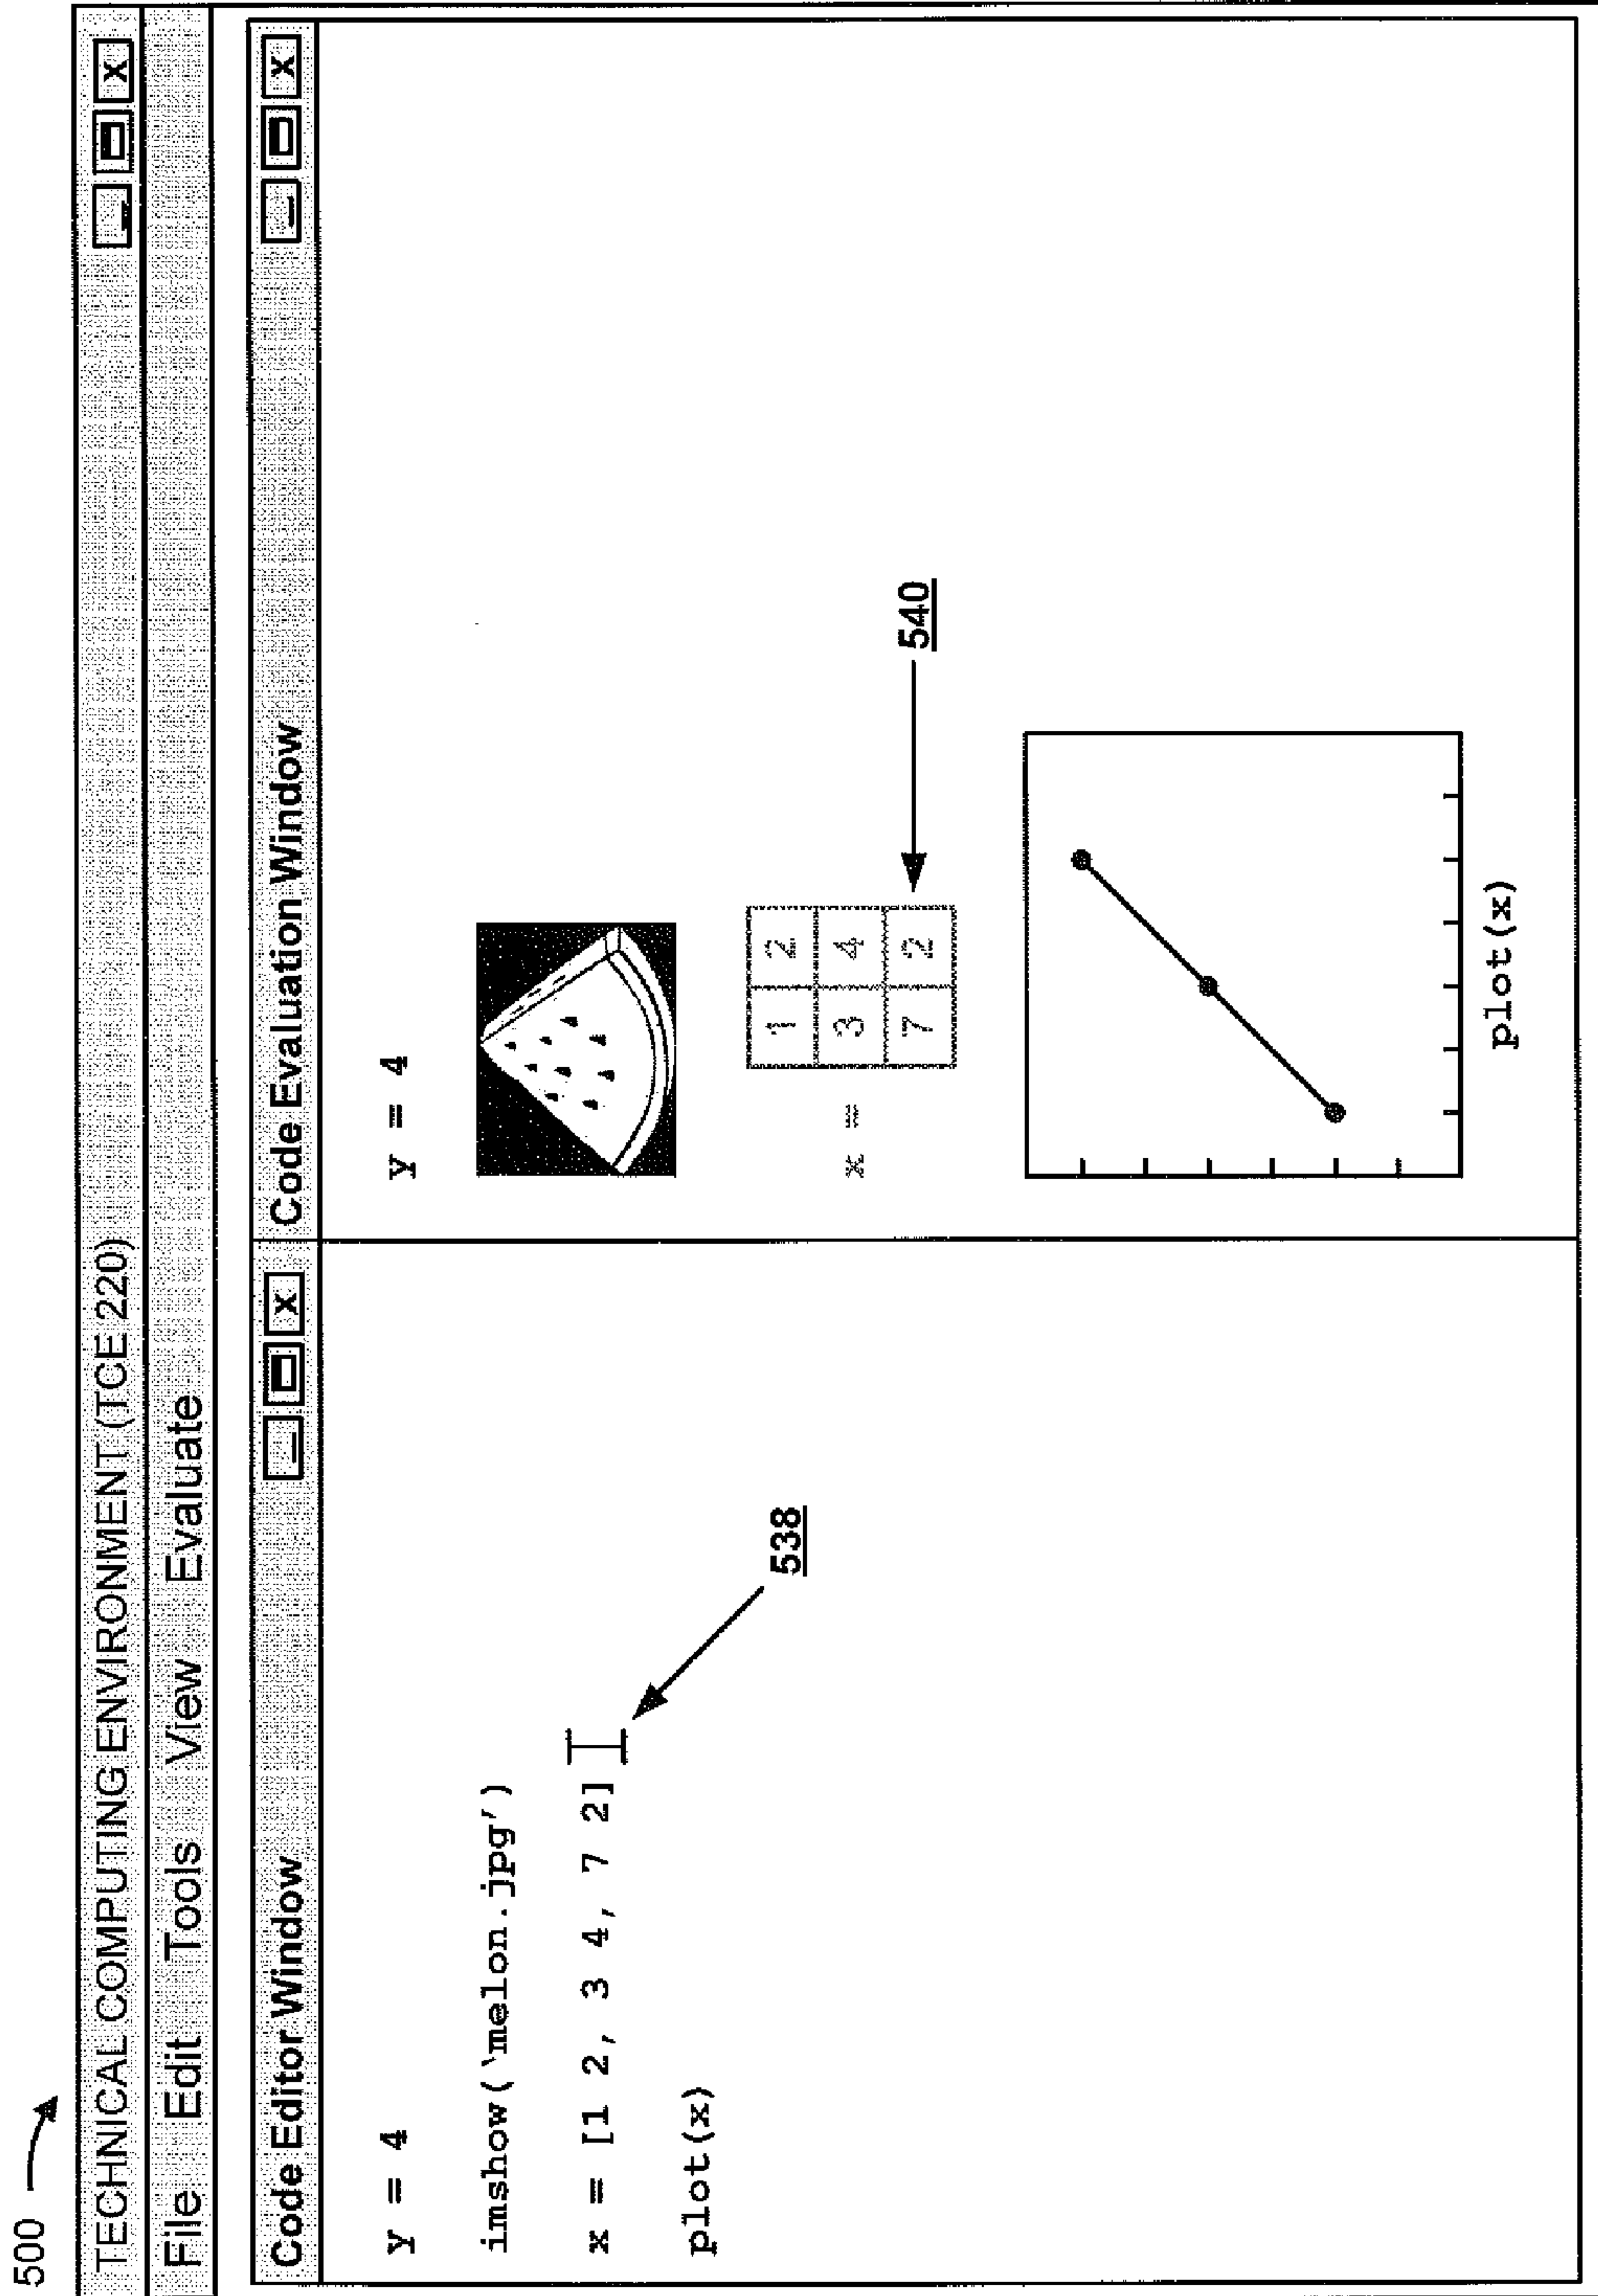 500
TECHNICAL COMPUTING ENVIRONMENT (TCE 220)
X
File Edit Tools View Evaluate
Code Editor Window
X
y = 4
imshow(‵melon.jpg′)
x = [1 2, 3 4, 7 2]
538
plot(x)
Code Evaluation Window
X
y = 4
x =
1 2
3 4
7 2
540
plot(x)